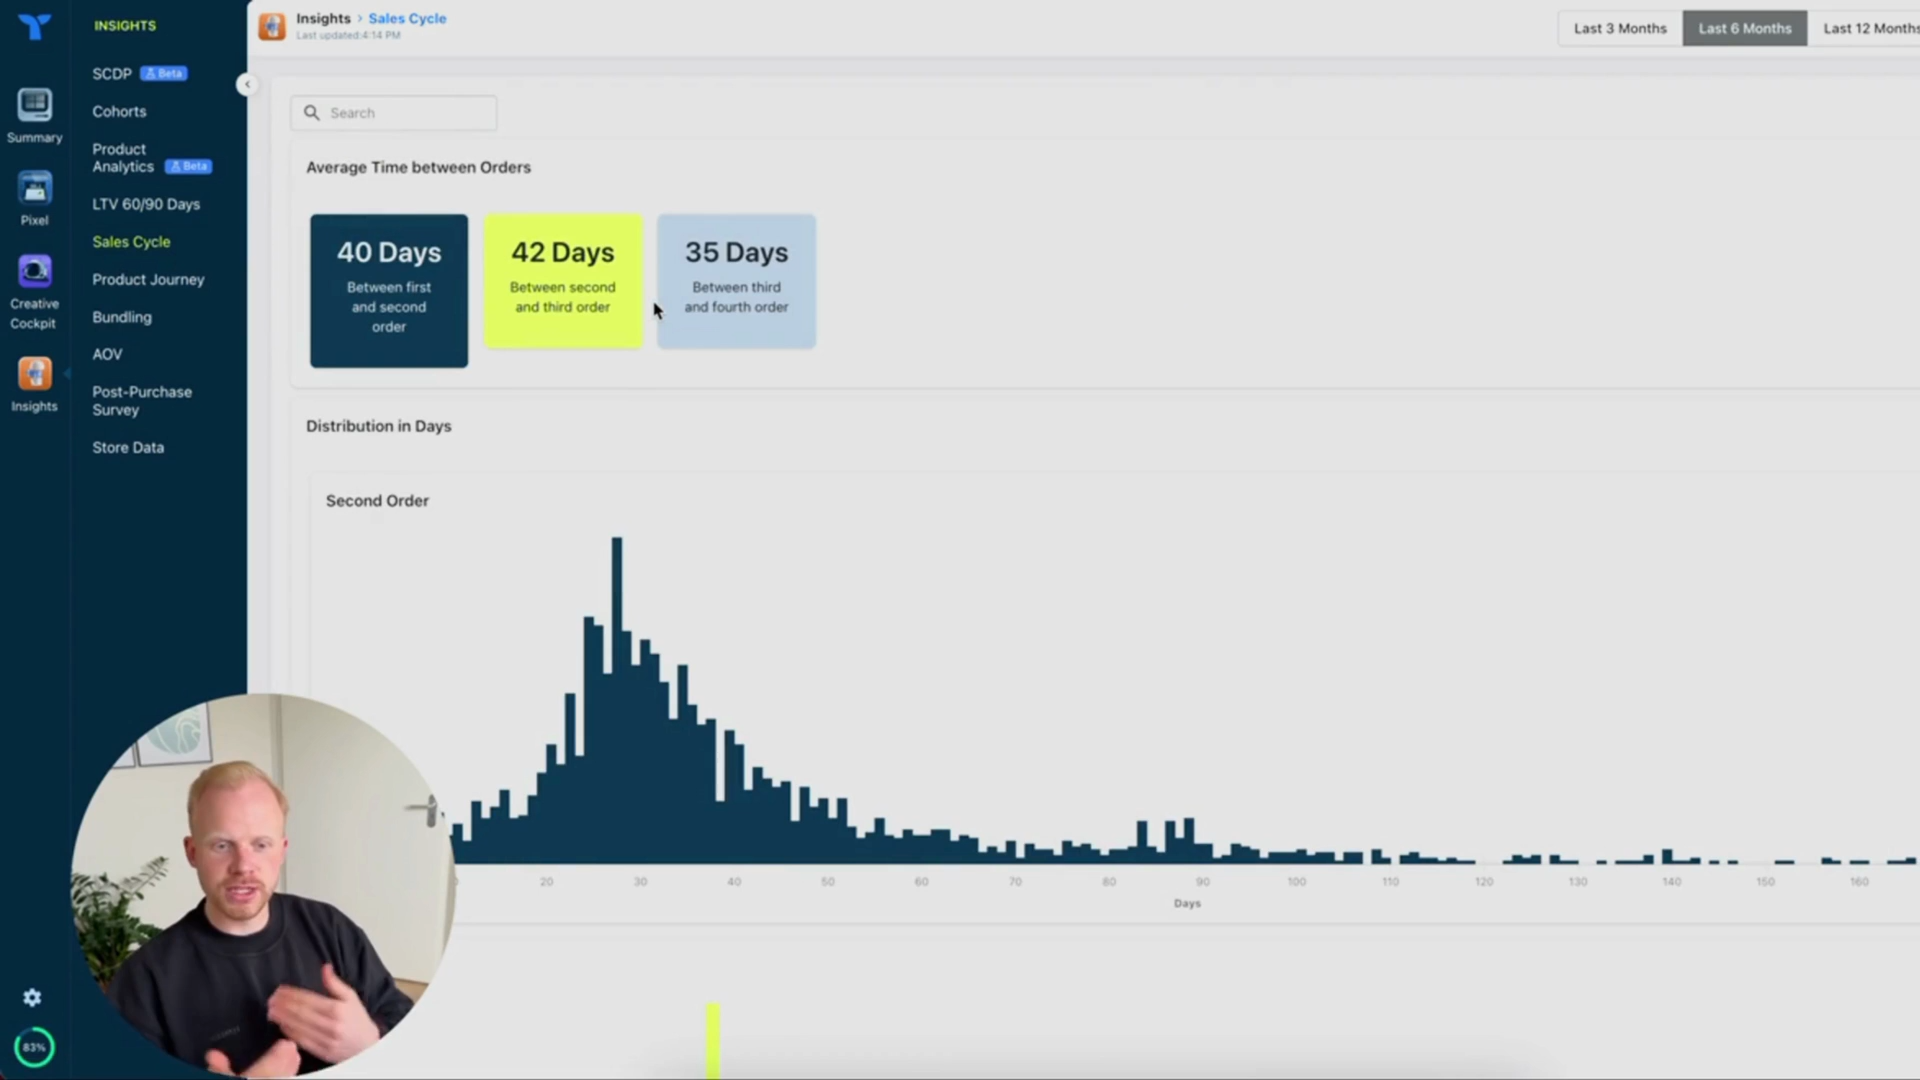 INSIGHTS
SCDP Beta
Cohorts
Product
Analytics Beta
LTV 60/90 Days
Sales Cycle
Product Journey
Bundling
AOV
Post-Purchase
Survey
Store Data
Summary
Pixel
Creative
Cockpit
Insights
83%
Insights › Sales Cycle
Last updated:4:14 PM
Last 3 Months
Last 6 Months
Last 12 Months
Search
Average Time between Orders
40 Days
Between first
and second
order
42 Days
Between second
and third order
35 Days
Between third
and fourth order
Distribution in Days
Second Order
20 30 40 50 60 70 80 90 100 110 120 130 140 150 160
Days